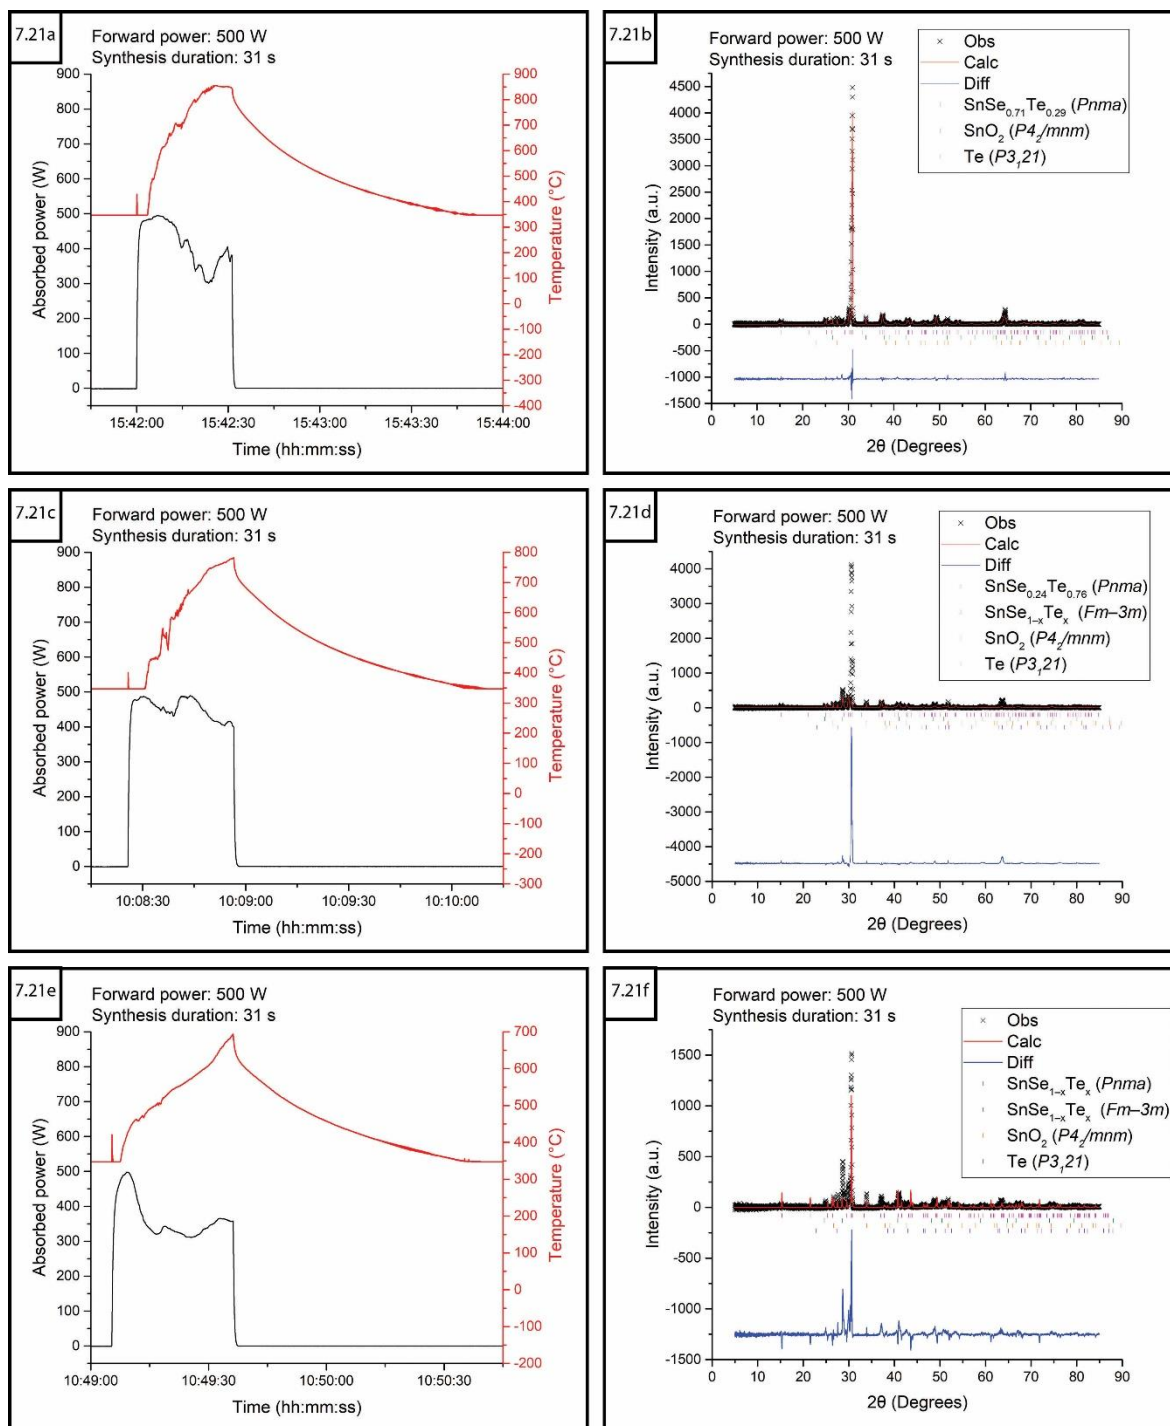 7.21a
Forward power: 500 W
Synthesis duration: 31 s
900
800
700
600
500
400
300
200
100
0
Absorbed power (W)
900
800
700
600
500
400
300
200
100
0
-100
-200
-300
-400
Temperature (°C)
15:42:00 15:42:30 15:43:00 15:43:30 15:44:00
Time (hh:mm:ss)
7.21b
Forward power: 500 W
Synthesis duration: 31 s
Obs
Calc
Diff
SnSe0.71Te0.29 (Pnma)
SnO2 (P42/mnm)
Te (P3121)
4500
4000
3500
3000
2500
2000
1500
1000
500
0
-500
-1000
-1500
Intensity (a.u.)
0 10 20 30 40 50 60 70 80 90
2θ (Degrees)
7.21c
Forward power: 500 W
Synthesis duration: 31 s
900
800
700
600
500
400
300
200
100
0
Absorbed power (W)
800
700
600
500
400
300
200
100
0
-100
-200
-300
Temperature (°C)
10:08:30 10:09:00 10:09:30 10:10:00
Time (hh:mm:ss)
7.21d
Forward power: 500 W
Synthesis duration: 31 s
Obs
Calc
Diff
SnSe0.24Te0.76 (Pnma)
SnSe1–xTex (Fm–3m)
SnO2 (P42/mnm)
Te (P3121)
4000
3000
2000
1000
0
-1000
-2000
-3000
-4000
-5000
Intensity (a.u.)
0 10 20 30 40 50 60 70 80 90
2θ (Degrees)
7.21e
Forward power: 500 W
Synthesis duration: 31 s
900
800
700
600
500
400
300
200
100
0
Absorbed power (W)
700
600
500
400
300
200
100
0
-100
-200
Temperature (°C)
10:49:00 10:49:30 10:50:00 10:50:30
Time (hh:mm:ss)
7.21f
Forward power: 500 W
Synthesis duration: 31 s
Obs
Calc
Diff
SnSe1–xTex (Pnma)
SnSe1–xTex (Fm–3m)
SnO2 (P42/mnm)
Te (P3121)
1500
1000
500
0
-500
-1000
-1500
Intensity (a.u.)
0 10 20 30 40 50 60 70 80 90
2θ (Degrees)